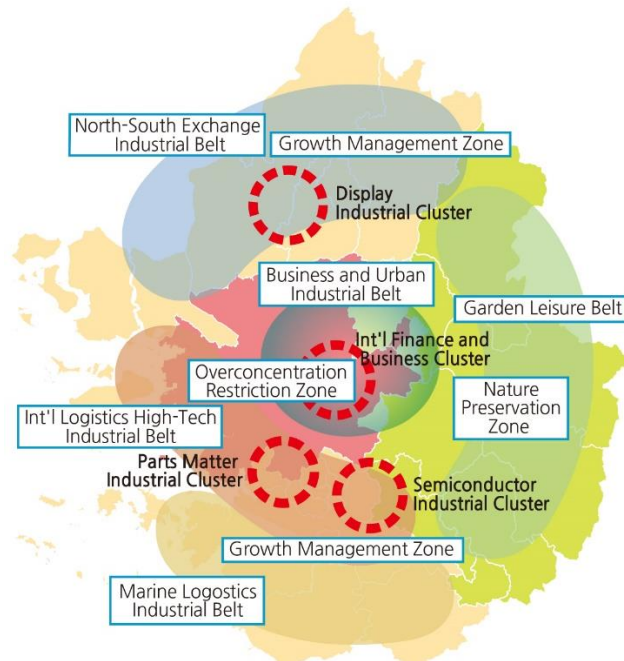 North-South Exchange
Industrial Belt
Growth Management Zone
Display
Industrial Cluster
Business and Urban
Industrial Belt
Garden Leisure Belt
Int'l Finance and
Business Cluster
Overconcentration
Restriction Zone
Nature
Preservation
Zone
Int'l Logistics High-Tech
Industrial Belt
Parts Matter
Industrial Cluster
Semiconductor
Industrial Cluster
Growth Management Zone
Marine Logostics
Industrial Belt